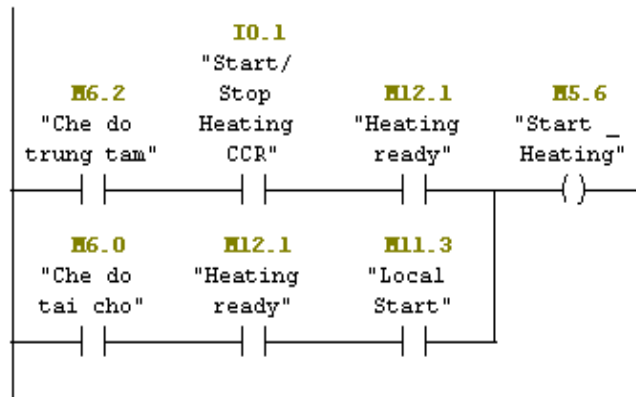 I0.1
"Start/
Stop
Heating
CCR"
M6.2
"Che do
trung tam"
M12.1
"Heating
ready"
M5.6
"Start _
Heating"
M6.0
"Che do
tai cho"
M12.1
"Heating
ready"
M11.3
"Local
Start"